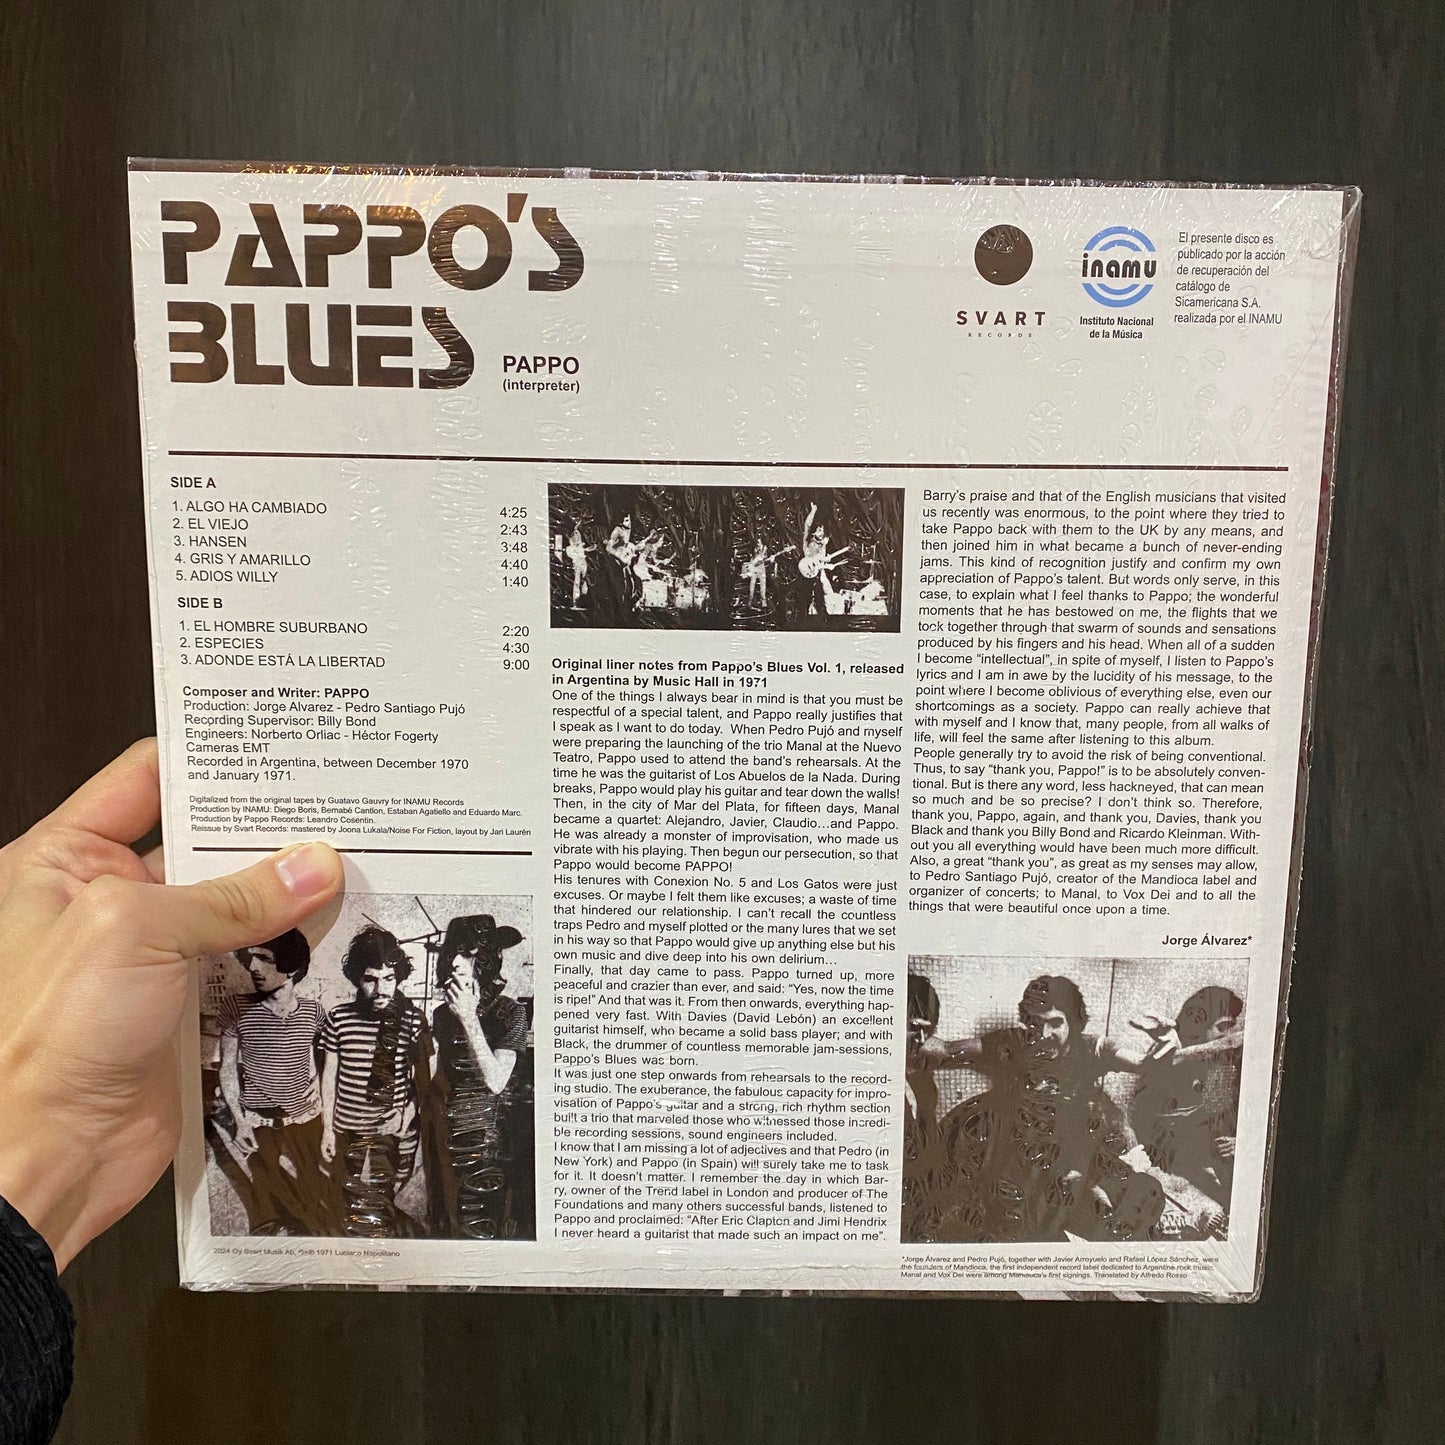 PAPPO'S
BLUES
PAPPO
(interpreter)
SVART
RECORDS
inamu
Instituto Nacional
de la Música
El presente disco es
publicado por la acción
de recuperación del
catálogo de
Sicamericana S.A.
realizada por el INAMU
SIDE A
1. ALGO HA CAMBIADO 4:25
2. EL VIEJO 2:43
3. HANSEN 3:48
4. GRIS Y AMARILLO 4:40
5. ADIOS WILLY 1:40
SIDE B
1. EL HOMBRE SUBURBANO 2:20
2. ESPECIES 4:30
3. ADONDE ESTÁ LA LIBERTAD 9:00
Composer and Writer: PAPPO
Production: Jorge Alvarez - Pedro Santiago Pujó
Recording Supervisor: Billy Bond
Engineers: Norberto Orliac - Héctor Fogerty
Cameras EMT
Recorded in Argentina, between December 1970
and January 1971.
Digitalized from the original tapes by Guatavo Gauvry for INAMU Records
Production by INAMU: Diego Boris, Bernabé Cantlon, Estaban Agatiello and Eduardo Marc.
Production by Pappo Records: Leandro Cosentin.
Reissue by Svart Records: mastered by Joona Lukala/Noise For Fiction, layout by Jari Laurén
2024 Oy Svart Musik Ab, ©+℗ 1971 Luciano Napolitano
Original liner notes from Pappo's Blues Vol. 1, released
in Argentina by Music Hall in 1971
One of the things I always bear in mind is that you must be
respectful of a special talent, and Pappo really justifies that
I speak as I want to do today. When Pedro Pujó and myself
were preparing the launching of the trio Manal at the Nuevo
Teatro, Pappo used to attend the band's rehearsals. At the
time he was the guitarist of Los Abuelos de la Nada. During
breaks, Pappo would play his guitar and tear down the walls!
Then, in the city of Mar del Plata, for fifteen days, Manal
became a quartet: Alejandro, Javier, Claudio...and Pappo.
He was already a monster of improvisation, who made us
vibrate with his playing. Then begun our persecution, so that
Pappo would become PAPPO!
His tenures with Conexion No. 5 and Los Gatos were just
excuses. Or maybe I felt them like excuses; a waste of time
that hindered our relationship. I can't recall the countless
traps Pedro and myself plotted or the many lures that we set
in his way so that Pappo would give up anything else but his
own music and dive deep into his own delirium...
Finally, that day came to pass. Pappo turned up, more
peaceful and crazier than ever, and said: "Yes, now the time
is ripe!" And that was it. From then onwards, everything hap-
pened very fast. With Davies (David Lebón) an excellent
guitarist himself, who became a solid bass player; and with
Black, the drummer of countless memorable jam-sessions,
Pappo's Blues was born.
It was just one step onwards from rehearsals to the record-
ing studio. The exuberance, the fabulous capacity for impro-
visation of Pappo's guitar and a strong, rich rhythm section
built a trio that marveled those who witnessed those incredi-
ble recording sessions, sound engineers included.
I know that I am missing a lot of adjectives and that Pedro (in
New York) and Pappo (in Spain) will surely take me to task
for it. It doesn't matter. I remember the day in which Bar-
ry, owner of the Trend label in London and producer of The
Foundations and many others successful bands, listened to
Pappo and proclaimed: "After Eric Clapton and Jimi Hendrix
I never heard a guitarist that made such an impact on me".
Barry's praise and that of the English musicians that visited
us recently was enormous, to the point where they tried to
take Pappo back with them to the UK by any means, and
then joined him in what became a bunch of never-ending
jams. This kind of recognition justify and confirm my own
appreciation of Pappo's talent. But words only serve, in this
case, to explain what I feel thanks to Pappo; the wonderful
moments that he has bestowed on me, the flights that we
took together through that swarm of sounds and sensations
produced by his fingers and his head. When all of a sudden
I become "intellectual", in spite of myself, I listen to Pappo's
lyrics and I am in awe by the lucidity of his message, to the
point where I become oblivious of everything else, even our
shortcomings as a society. Pappo can really achieve that
with myself and I know that, many people, from all walks of
life, will feel the same after listening to this album.
People generally try to avoid the risk of being conventional.
Thus, to say "thank you, Pappo!" is to be absolutely conven-
tional. But is there any word, less hackneyed, that can mean
so much and be so precise? I don't think so. Therefore,
thank you, Pappo, again, and thank you, Davies, thank you
Black and thank you Billy Bond and Ricardo Kleinman. With-
out you all everything would have been much more difficult.
Also, a great "thank you", as great as my senses may allow,
to Pedro Santiago Pujó, creator of the Mandioca label and
organizer of concerts; to Manal, to Vox Dei and to all the
things that were beautiful once upon a time.
Jorge Álvarez*
*Jorge Álvarez and Pedro Pujó, together with Javier Arroyuelo and Rafael López Sánchez, were
the founders of Mandioca, the first independent record label dedicated to Argentine rock music.
Manal and Vox Dei were among Mandioca's first signings. Translated by Alfredo Rosso